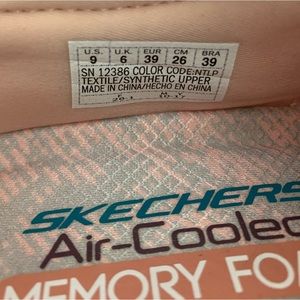 U.S. U.K. EUR CM BRA
9 6 39 26 39
SN 12386 COLOR CODE:NTLP
TEXTILE/SYNTHETIC UPPER
MADE IN CHINA/HECHO EN CHINA
SKECHERS
Air-Cooled
MEMORY FOA